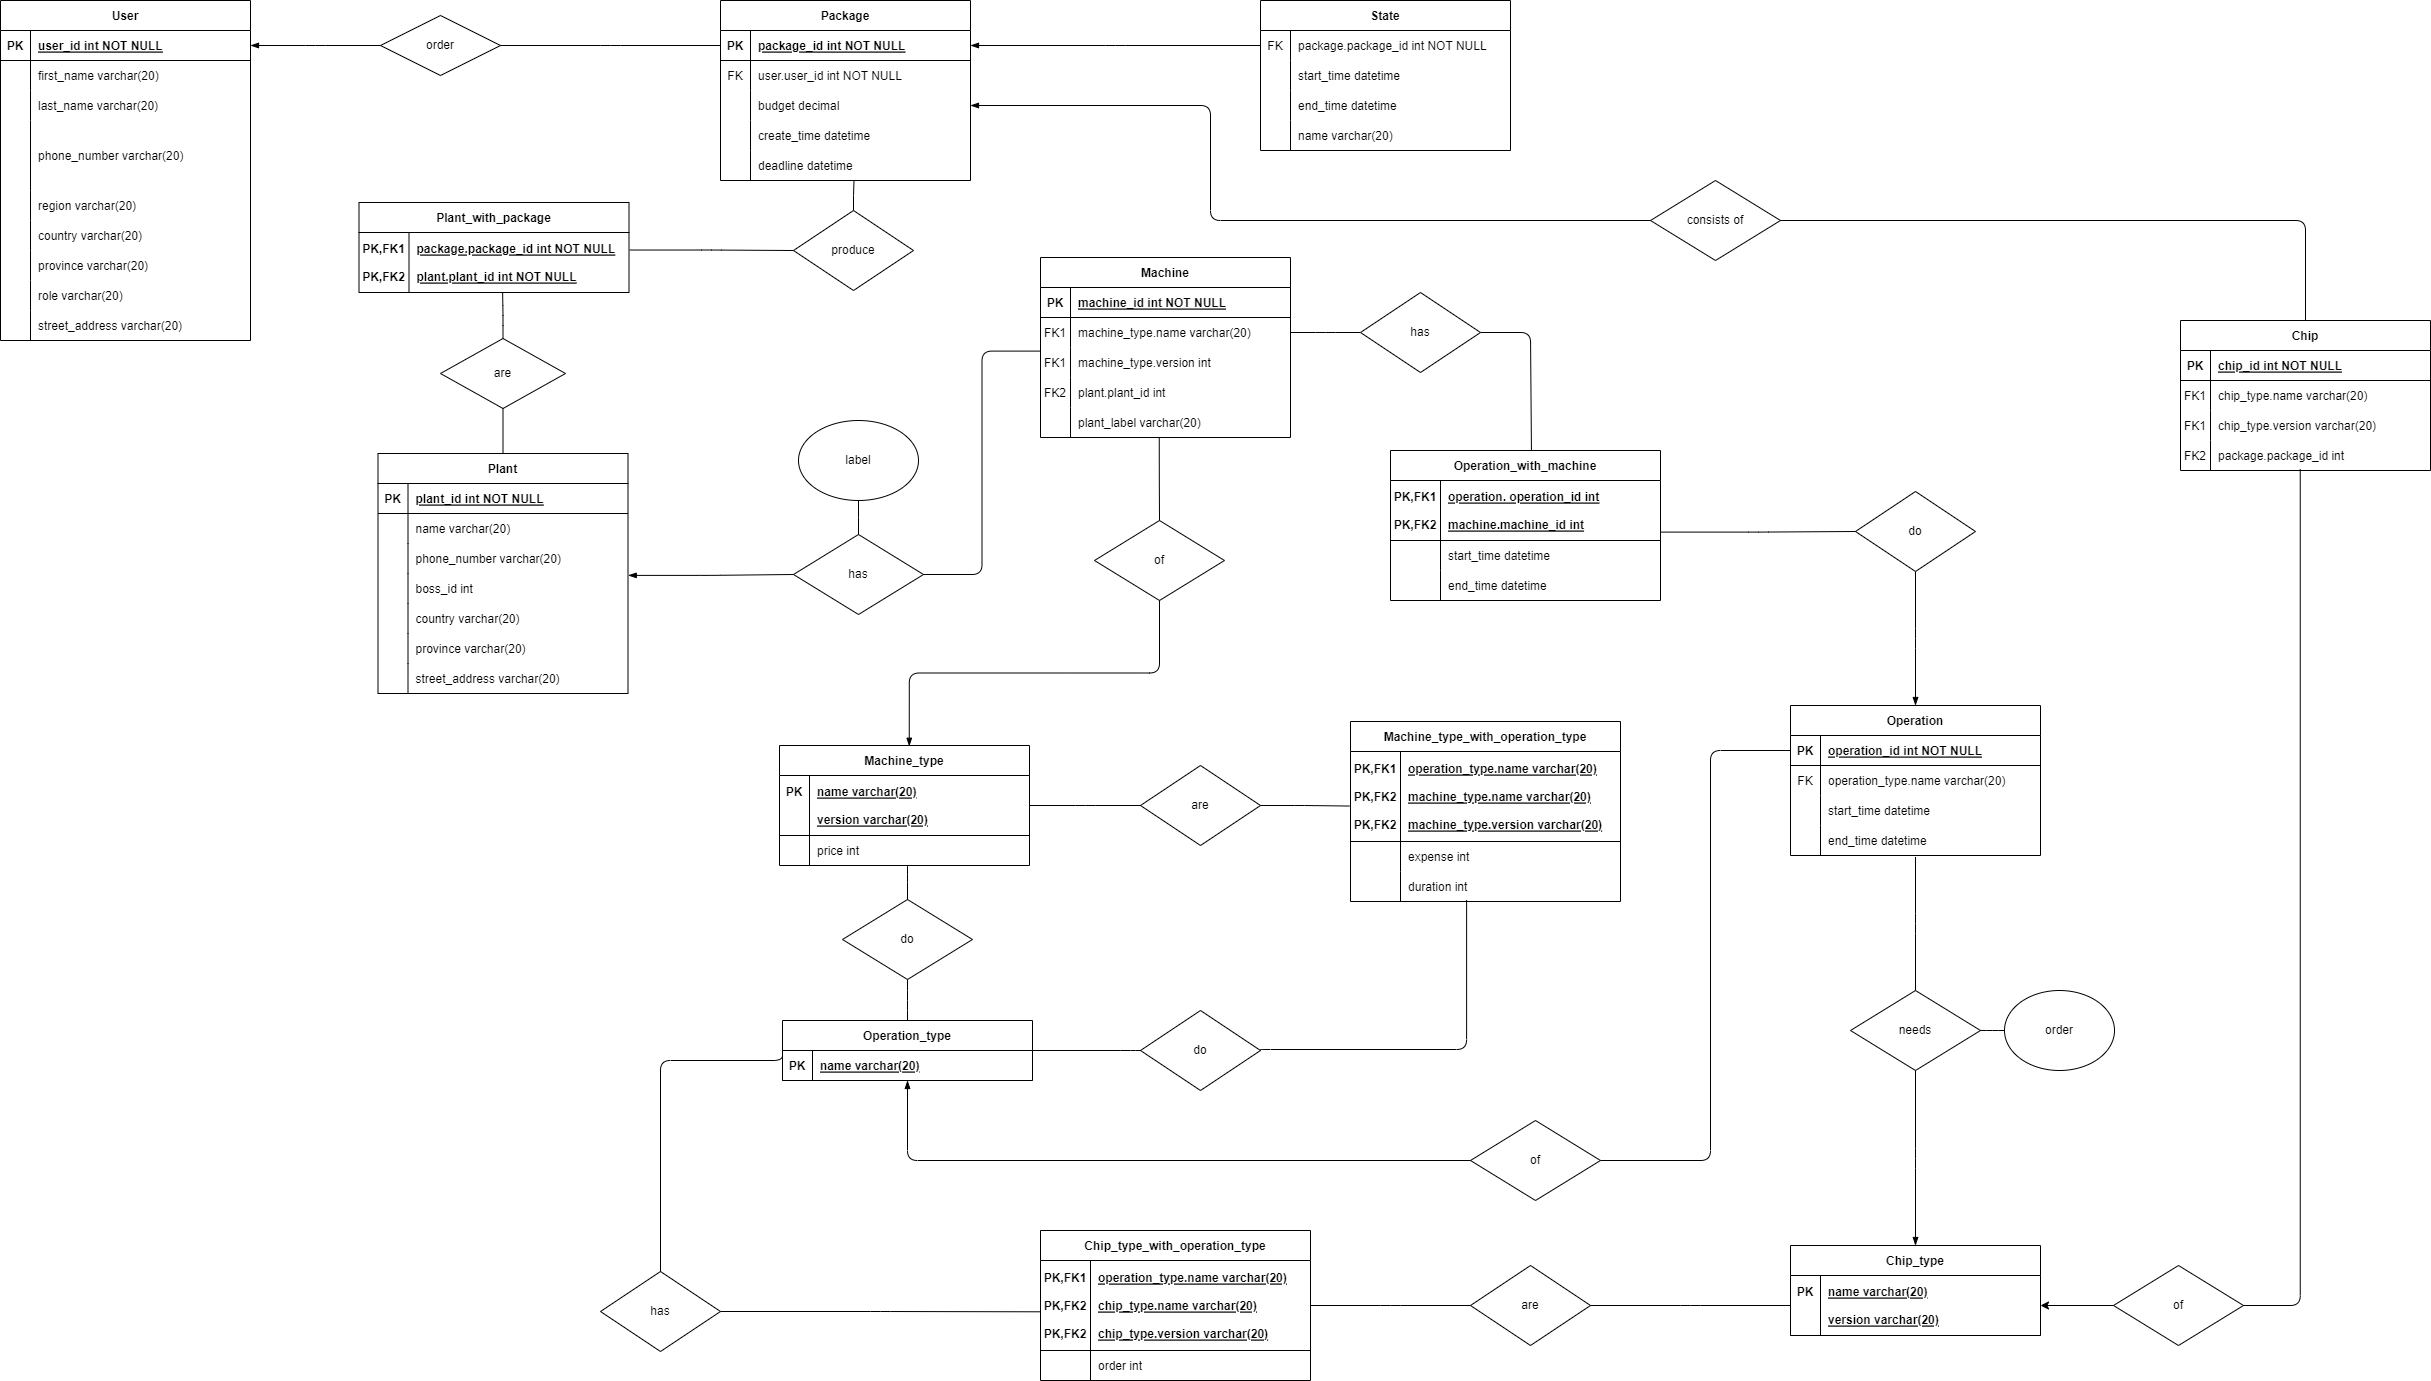 User
PK user_id int NOT NULL
first_name varchar(20)
last_name varchar(20)
phone_number varchar(20)
region varchar(20)
country varchar(20)
province varchar(20)
role varchar(20)
street_address varchar(20)
order
Package
PK package_id int NOT NULL
FK user.user_id int NOT NULL
budget decimal
create_time datetime
deadline datetime
State
FK package.package_id int NOT NULL
start_time datetime
end_time datetime
name varchar(20)
consists of
Plant_with_package
PK,FK1 package.package_id int NOT NULL
PK,FK2 plant.plant_id int NOT NULL
produce
are
Machine
PK machine_id int NOT NULL
FK1 machine_type.name varchar(20)
FK1 machine_type.version int
FK2 plant.plant_id int
plant_label varchar(20)
has
Chip
PK chip_id int NOT NULL
FK1 chip_type.name varchar(20)
FK1 chip_type.version varchar(20)
FK2 package.package_id int
Plant
PK plant_id int NOT NULL
name varchar(20)
phone_number varchar(20)
boss_id int
country varchar(20)
province varchar(20)
street_address varchar(20)
label
has
of
Operation_with_machine
PK,FK1 operation. operation_id int
PK,FK2 machine.machine_id int
start_time datetime
end_time datetime
do
Machine_type
PK name varchar(20)
version varchar(20)
price int
are
Machine_type_with_operation_type
PK,FK1 operation_type.name varchar(20)
PK,FK2 machine_type.name varchar(20)
PK,FK2 machine_type.version varchar(20)
expense int
duration int
Operation
PK operation_id int NOT NULL
FK operation_type.name varchar(20)
start_time datetime
end_time datetime
do
Operation_type
PK name varchar(20)
do
needs
order
of
has
Chip_type_with_operation_type
PK,FK1 operation_type.name varchar(20)
PK,FK2 chip_type.name varchar(20)
PK,FK2 chip_type.version varchar(20)
order int
are
Chip_type
PK name varchar(20)
version varchar(20)
of